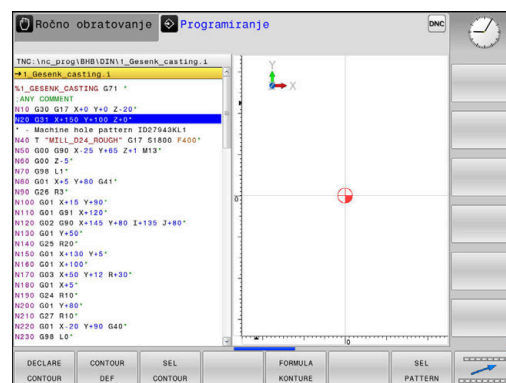 Ročno obratovanje
Programiranje
DNC
TNC:\nc_prog\BHB\DIN\1_Gesenk_casting.i
→1_Gesenk_casting.i
%1_GESENK_CASTING G71 *
;ANY COMMENT
N10 G30 G17 X+0 Y+0 Z-20*
N20 G31 X+150 Y+100 Z+0*
* - Machine hole pattern ID27943KL1
N40 T "MILL_D24_ROUGH" G17 S1800 F400*
N50 G00 G90 X-25 Y+65 Z+1 M13*
N60 G00 Z-5*
N70 G98 L1*
N80 G01 X+5 Y+80 G41*
N90 G26 R3*
N100 G01 X+15 Y+90*
N110 G01 G91 X+120*
N120 G02 G90 X+145 Y+80 I+135 J+80*
N130 G01 Y+50*
N140 G25 R20*
N150 G01 X+130 Y+5*
N160 G01 X+100*
N170 G03 X+50 Y+12 R+30*
N180 G01 X+5*
N190 G24 R10*
N200 G01 Y+80*
N210 G27 R10*
N220 G01 X-20 Y+90 G40*
N230 G98 L0*
Y
X
0
0
DECLARE
CONTOUR
CONTOUR
DEF
SEL
CONTOUR
FORMULA
KONTURE
SEL
PATTERN